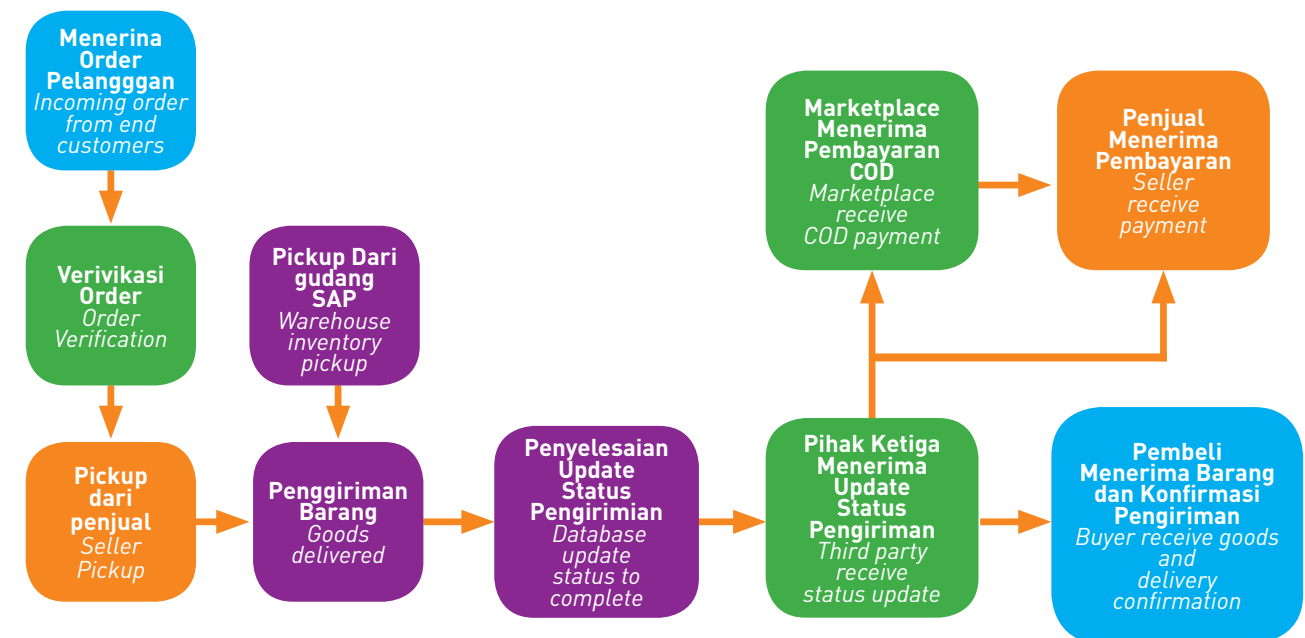 Menerina
Order
Pelangggan
Incoming order
from end
customers
Verivikasi
Order
Order
Verification
Pickup
dari
penjual
Seller
Pickup
Pickup Dari
gudang
SAP
Warehouse
inventory
pickup
Penggiriman
Barang
Goods
delivered
Penyelesaian
Update
Status
Pengirimian
Database
update
status to
complete
Pihak Ketiga
Menerima
Update
Status
Pengiriman
Third party
receive
status update
Marketplace
Menerima
Pembayaran
COD
Marketplace
receive
COD payment
Penjual
Menerima
Pembayaran
Seller
receive
payment
Pembeli
Menerima Barang
dan Konfirmasi
Pengiriman
Buyer receive goods
and
delivery
confirmation